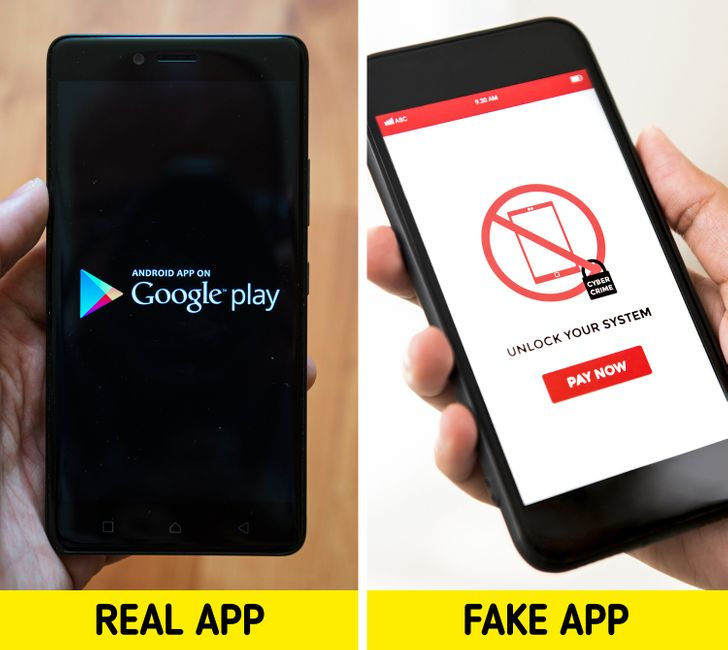 ANDROID APP ON
Google™ play
REAL APP
ABC
9.30 AM
CYBER
CRIME
UNLOCK YOUR SYSTEM
PAY NOW
FAKE APP